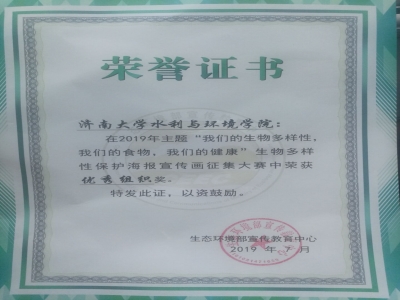 荣誉证书
济南大学水利与环境学院：
在2019年主题“我们的生物多样性，
我们的食物，我们的健康”生物多样
性保护海报宣传画征集大赛中荣获
优秀组织奖。
特发此证，以资鼓励。
生态环境部宣传教育中心
2019 年 7 月